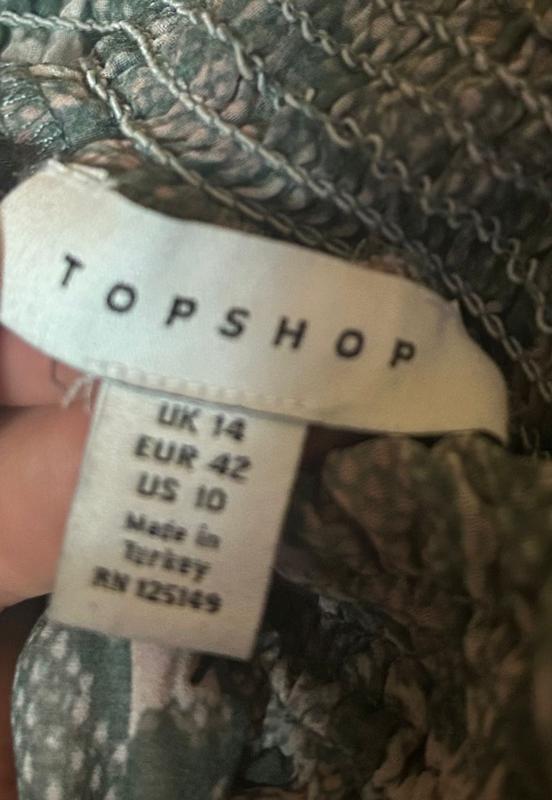 TOPSHOP
UK 14
EUR 42
US 10
Made in
Turkey
RN 125149